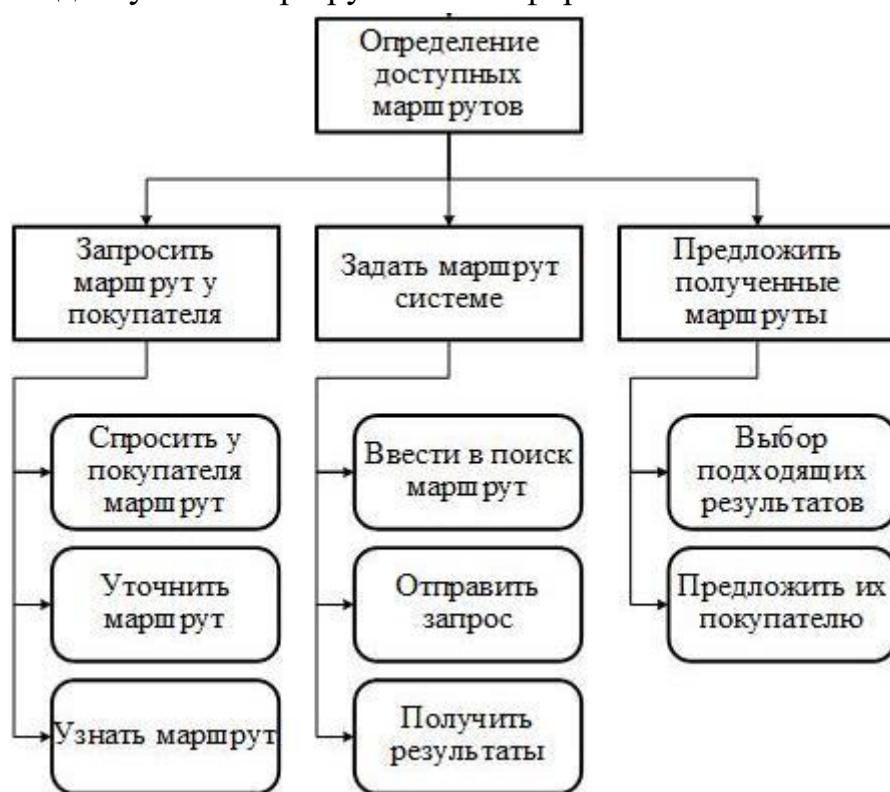 Определение
доступных
маршрутов
Запросить
маршрут у
покупателя
Задать маршрут
системе
Предложить
полученные
маршруты
Спросить у
покупателя
маршрут
Уточнить
маршрут
Узнать маршрут
Ввести в поиск
маршрут
Отправить
запрос
Получить
результаты
Выбор
подходящих
результатов
Предложить их
покупателю